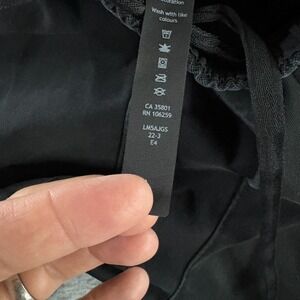 Wash with like
colours
CA 35801
RN 106259
LM5AJGS
22-3
E4